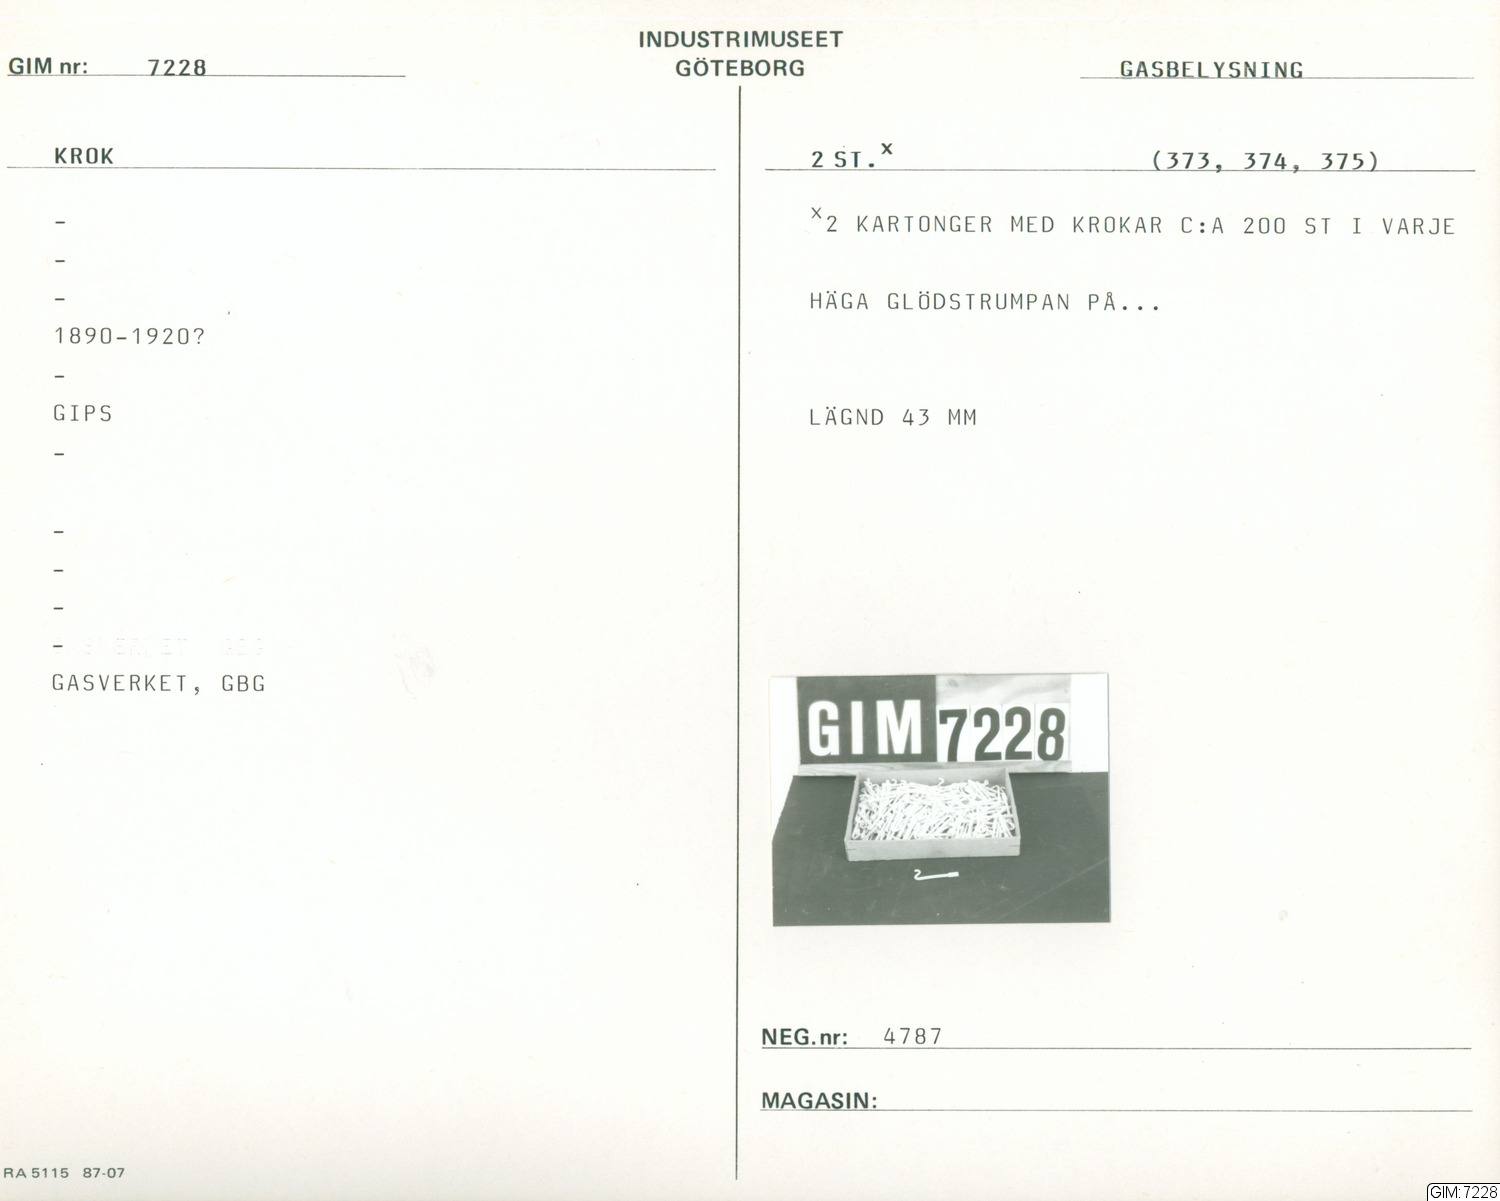 INDUSTRIMUSEET
GÖTEBORG
GIM nr: 7228
GASBELYSNING
KROK
2 ST.x (373, 374, 375)
-
x2 KARTONGER MED KROKAR C:A 200 ST I VARJE
-
-
HÄGA GLÖDSTRUMPAN PÅ...
1890-1920?
-
GIPS
LÄGND 43 MM
-
-
-
-
-
GASVERKET, GBG
GIM 7228
NEG.nr: 4787
MAGASIN:
RA 5115 87-07
GIM:7228